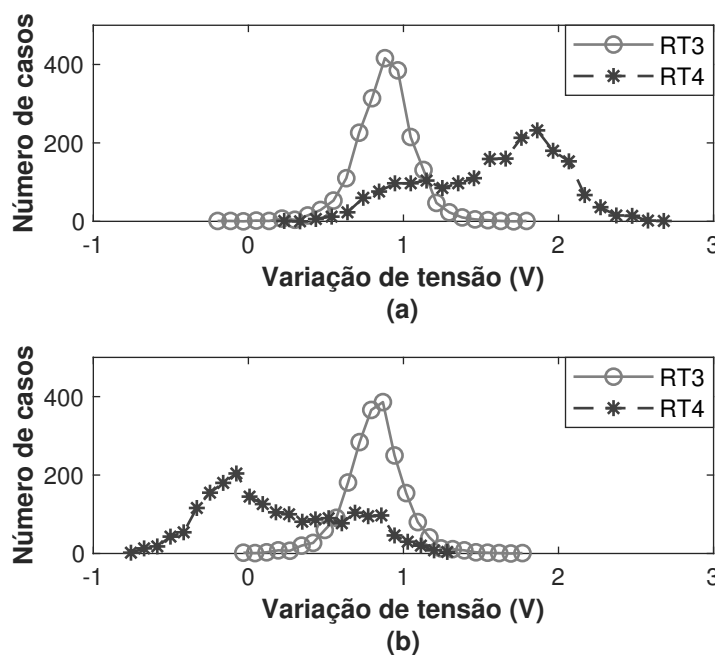 Número de casos
400
200
0
-1
0
1
2
3
Variação de tensão (V)
(a)
RT3
RT4
Número de casos
400
200
0
-1
0
1
2
3
Variação de tensão (V)
(b)
RT3
RT4